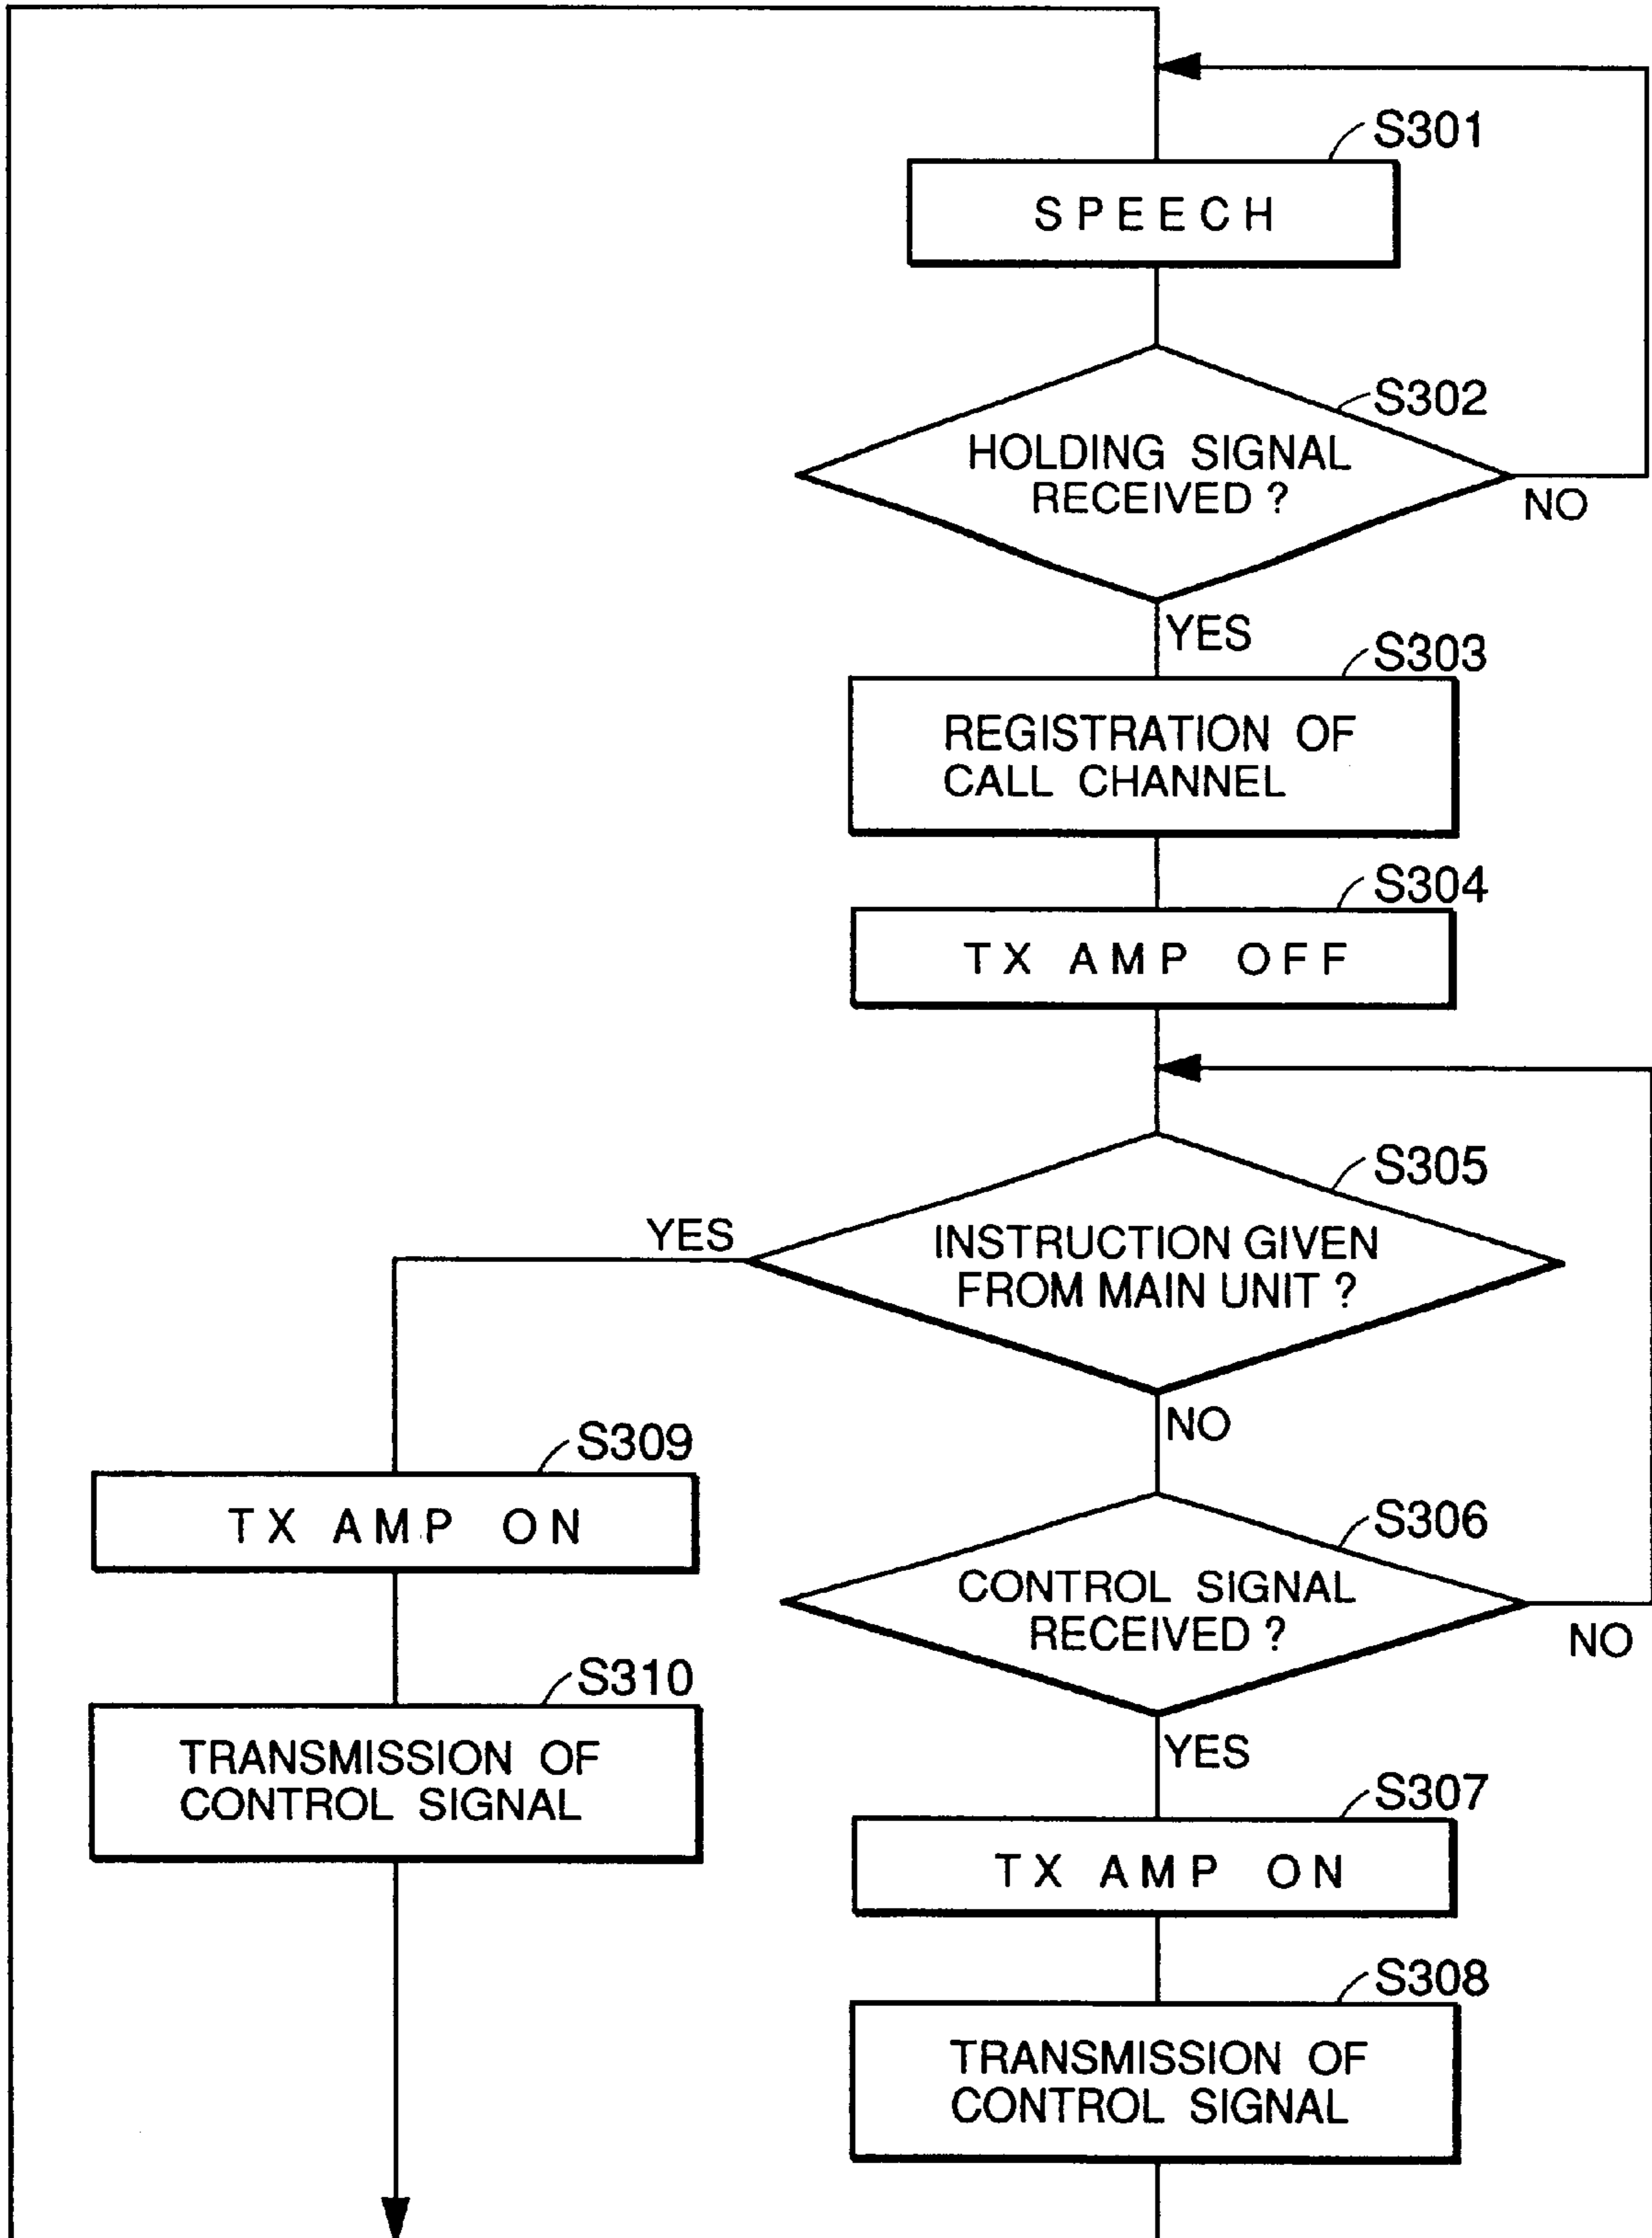 S301
SPEECH
S302
HOLDING SIGNAL
RECEIVED ?
NO
YES
S303
REGISTRATION OF
CALL CHANNEL
S304
TX AMP OFF
S305
YES
INSTRUCTION GIVEN
FROM MAIN UNIT ?
NO
S309
TX AMP ON
S306
CONTROL SIGNAL
RECEIVED ?
NO
S310
TRANSMISSION OF
CONTROL SIGNAL
YES
S307
TX AMP ON
S308
TRANSMISSION OF
CONTROL SIGNAL